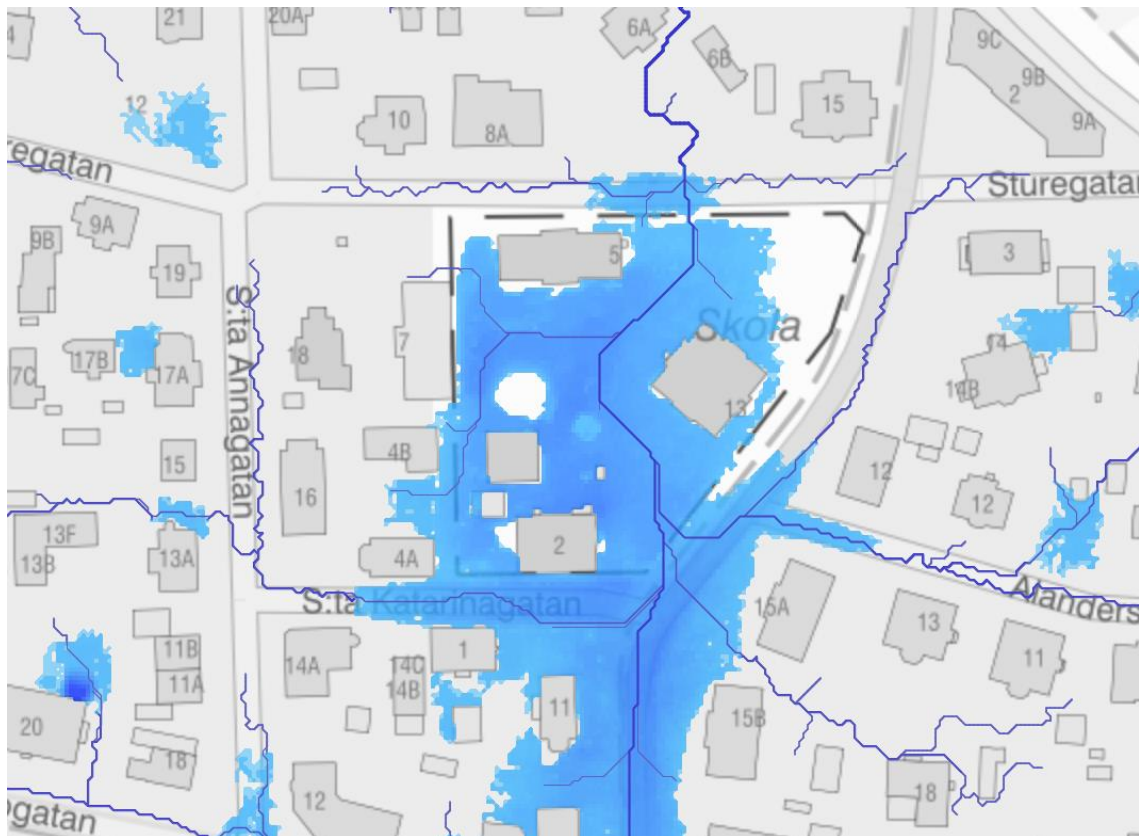 21
20A
6A
6B
9C
9B
2
9A
12
10
8A
15
regatan
Sturegatan
9A
9B
19
5
3
S:ta Annagatan
Skola
18
7
14
17B
17A
7C
13
14B
4B
15
16
12
12
13F
13B
13A
2
4A
S:ta Katarinagatan
Alanders
15A
13
11
1
11B
11A
14A
14C
14B
11
15B
20
18
12
18
ogatan